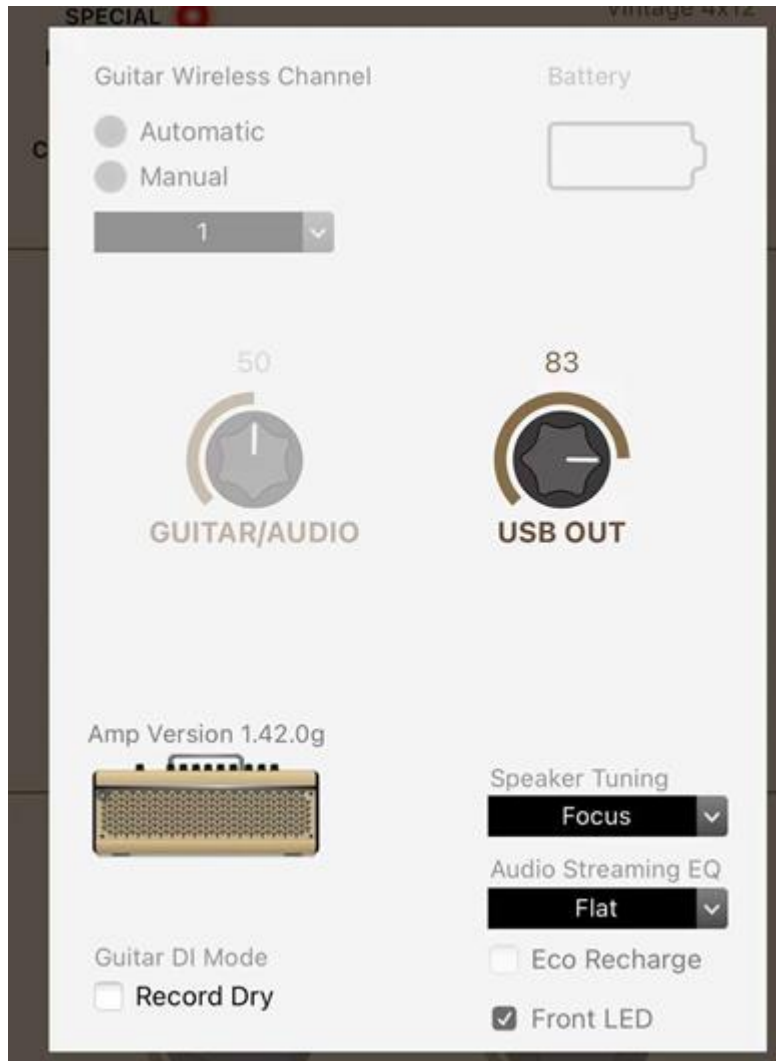 SPECIAL
Vintage 4x12
Guitar Wireless Channel
Battery
Automatic
Manual
1
50
83
GUITAR/AUDIO
USB OUT
Amp Version 1.42.0g
Speaker Tuning
Focus
Audio Streaming EQ
Flat
Guitar DI Mode
Eco Recharge
Record Dry
Front LED